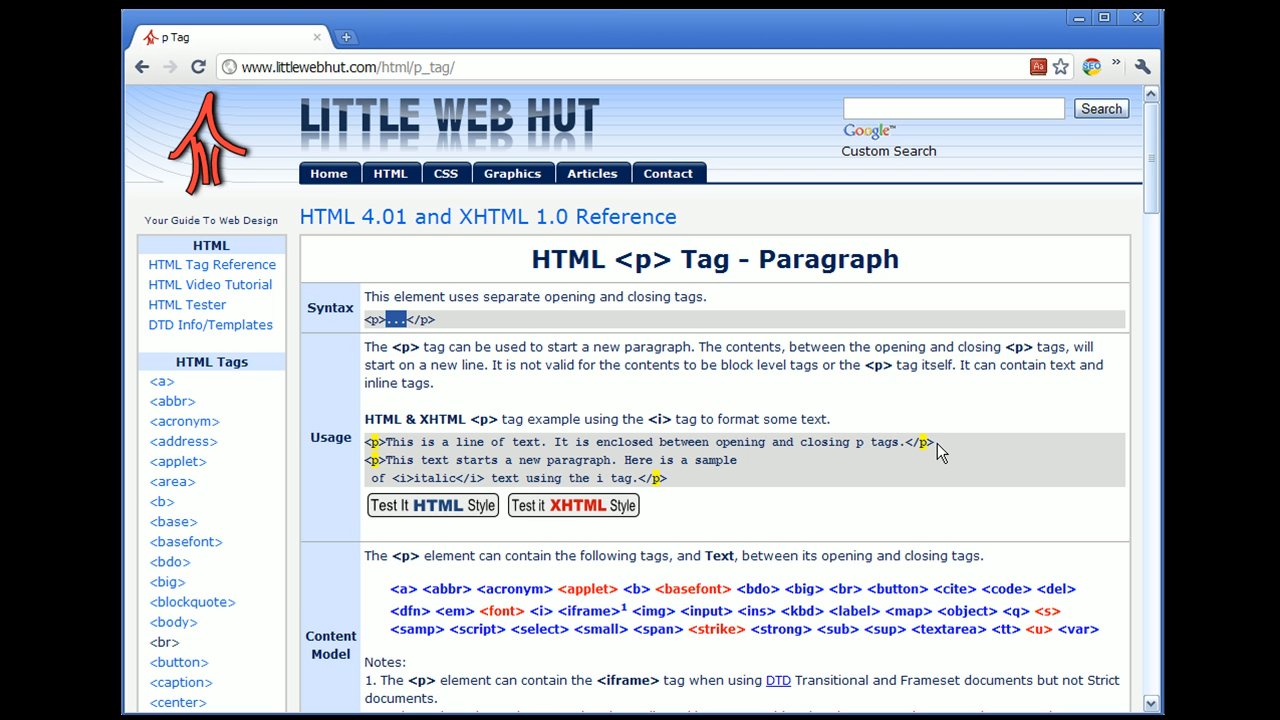 p Tag
www.littlewebhut.com/html/p_tag/
Aa SEO »
LITTLE WEB HUT
Search
Google™
Custom Search
Home HTML CSS Graphics Articles Contact
Your Guide To Web Design
HTML 4.01 and XHTML 1.0 Reference
HTML
HTML Tag Reference
HTML Video Tutorial
HTML Tester
DTD Info/Templates
HTML Tags
<a>
<abbr>
<acronym>
<address>
<applet>
<area>
<b>
<base>
<basefont>
<bdo>
<big>
<blockquote>
<body>
<br>
<button>
<caption>
<center>
HTML <p> Tag - Paragraph
Syntax
This element uses separate opening and closing tags.
<p>...</p>
Usage
The <p> tag can be used to start a new paragraph. The contents, between the opening and closing <p> tags, will
start on a new line. It is not valid for the contents to be block level tags or the <p> tag itself. It can contain text and
inline tags.
HTML & XHTML <p> tag example using the <i> tag to format some text.
<p>This is a line of text. It is enclosed between opening and closing p tags.</p>
<p>This text starts a new paragraph. Here is a sample
of <i>italic</i> text using the i tag.</p>
Test It HTML Style Test it XHTML Style
Content
Model
The <p> element can contain the following tags, and Text, between its opening and closing tags.
<a> <abbr> <acronym> <applet> <b> <basefont> <bdo> <big> <br> <button> <cite> <code> <del>
<dfn> <em> <font> <i> <iframe>1 <img> <input> <ins> <kbd> <label> <map> <object> <q> <s>
<samp> <script> <select> <small> <span> <strike> <strong> <sub> <sup> <textarea> <tt> <u> <var>
Notes:
1. The <p> element can contain the <iframe> tag when using DTD Transitional and Frameset documents but not Strict
documents.